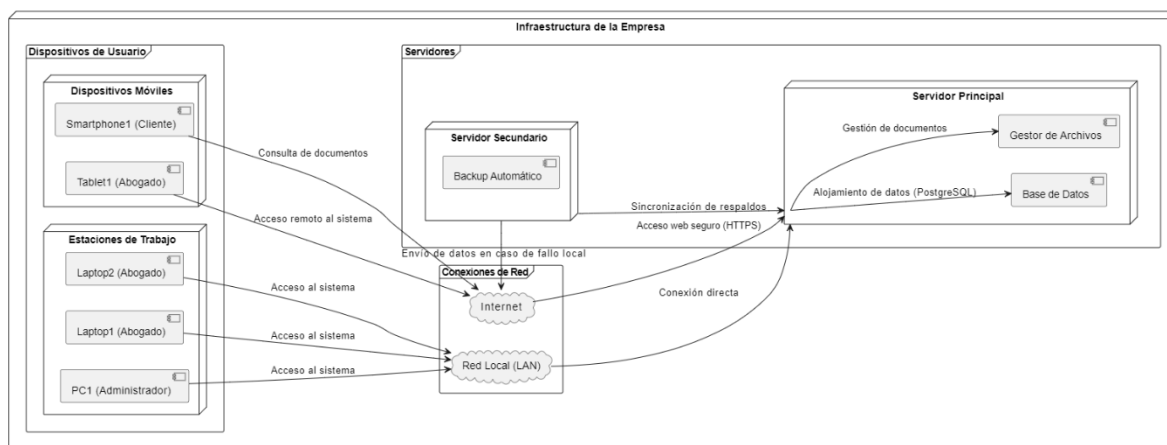 Infraestructura de la Empresa
Dispositivos de Usuario
Dispositivos Móviles
Smartphone1 (Cliente)
Tablet1 (Abogado)
Estaciones de Trabajo
Laptop2 (Abogado)
Laptop1 (Abogado)
PC1 (Administrador)
Consulta de documentos
Acceso remoto al sistema
Acceso al sistema
Acceso al sistema
Acceso al sistema
Servidores
Servidor Secundario
Backup Automático
Sincronización de respaldos
Acceso web seguro (HTTPS)
Envío de datos en caso de fallo local
Conexiones de Red
Internet
Red Local (LAN)
Conexión directa
Servidor Principal
Gestión de documentos
Gestor de Archivos
Alojamiento de datos (PostgreSQL)
Base de Datos